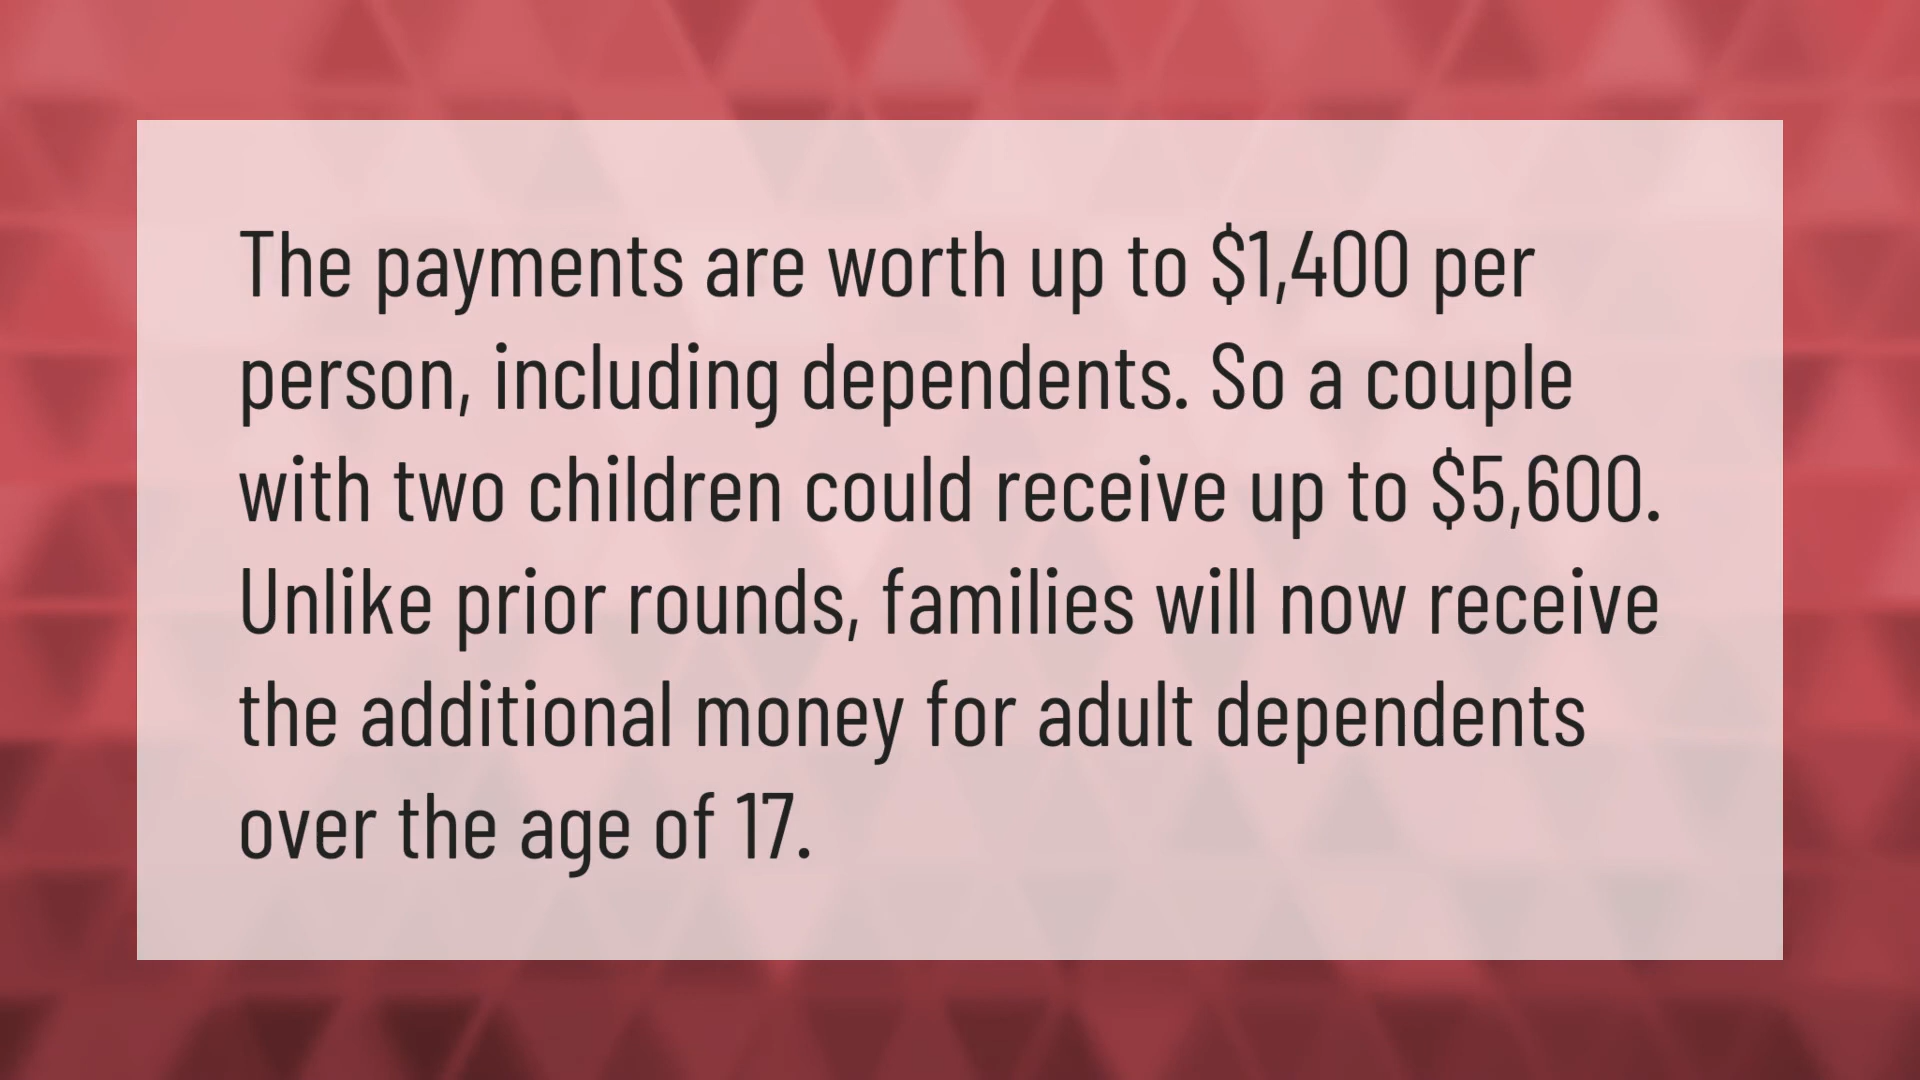 The payments are worth up to $1,400 per
person, including dependents. So a couple
with two children could receive up to $5,600.
Unlike prior rounds, families will now receive
the additional money for adult dependents
over the age of 17.